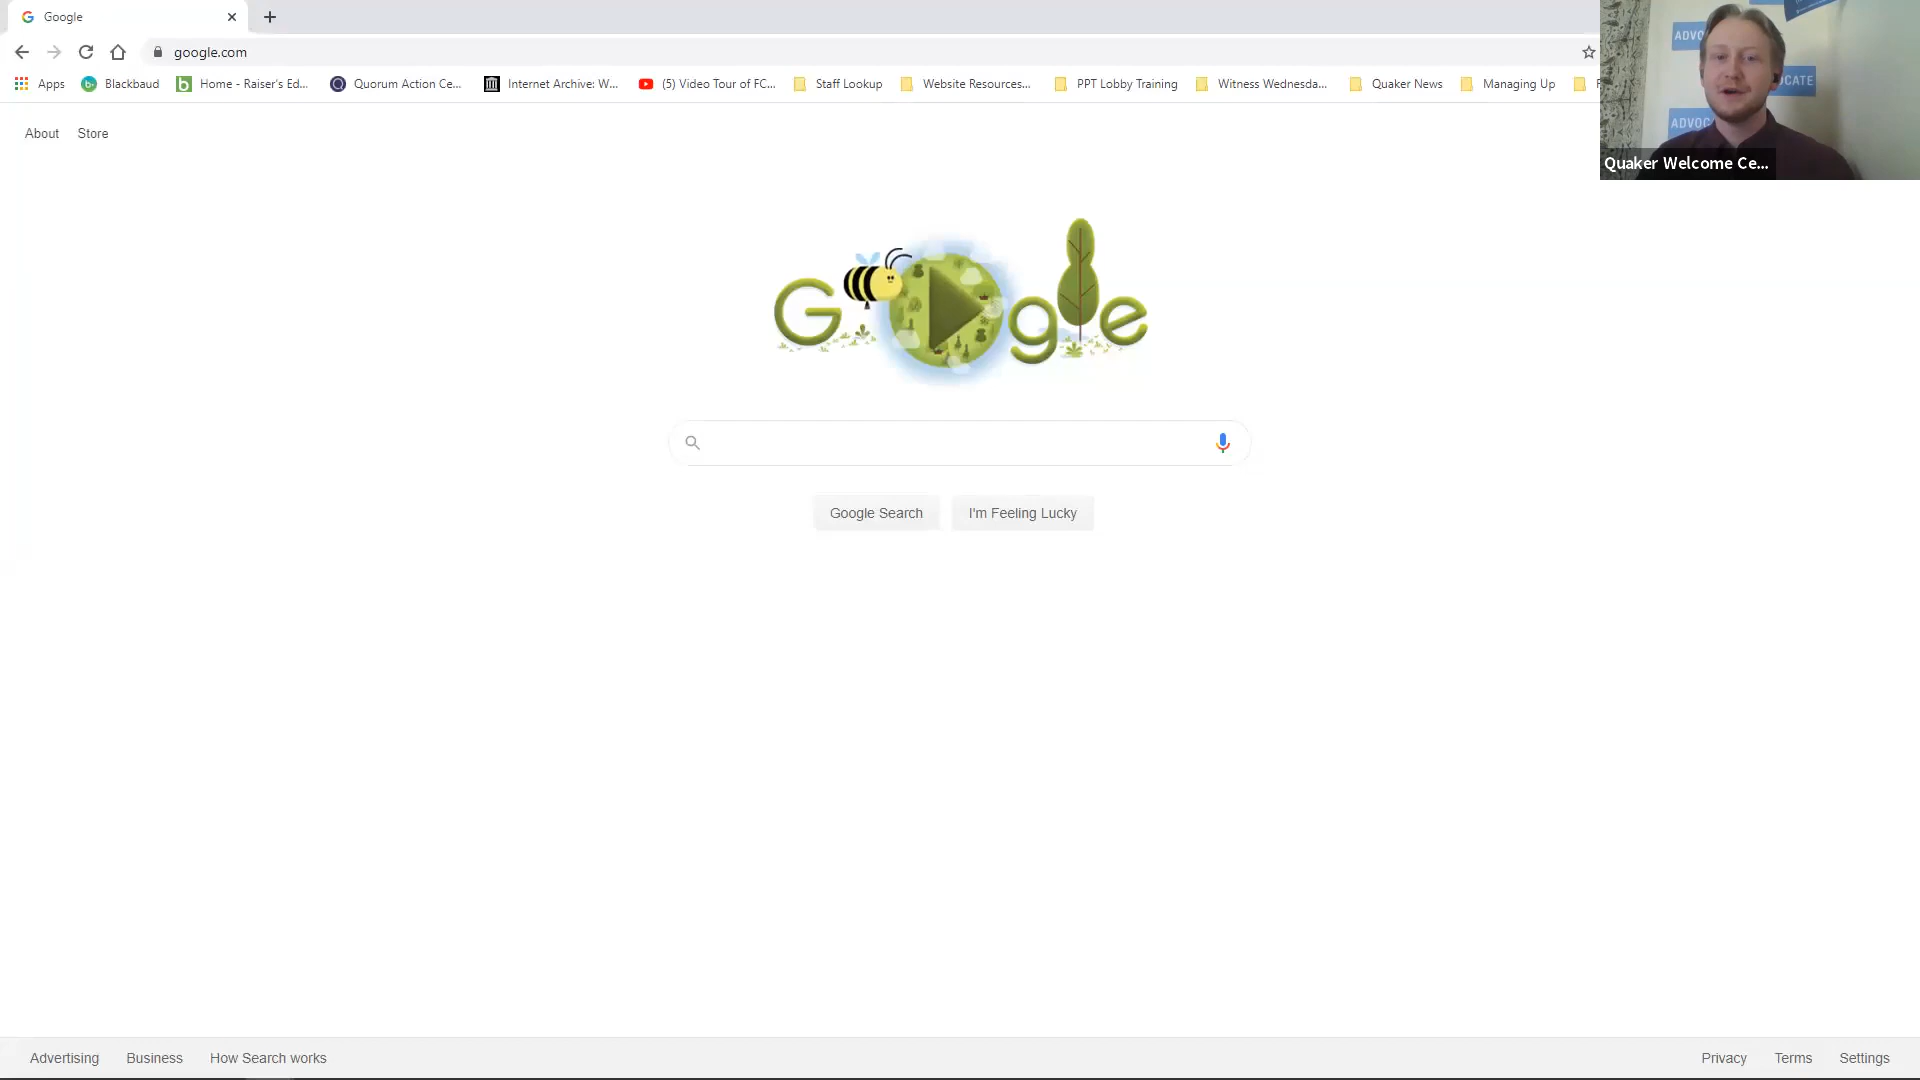 Google
google.com
Apps Blackbaud Home - Raiser's Ed... Quorum Action Ce... Internet Archive: W... (5) Video Tour of FC... Staff Lookup Website Resources... PPT Lobby Training Witness Wednesda... Quaker News Managing Up
About Store
ADVOCATE
Quaker Welcome Ce...
Google
Google Search I'm Feeling Lucky
Advertising Business How Search works Privacy Terms Settings